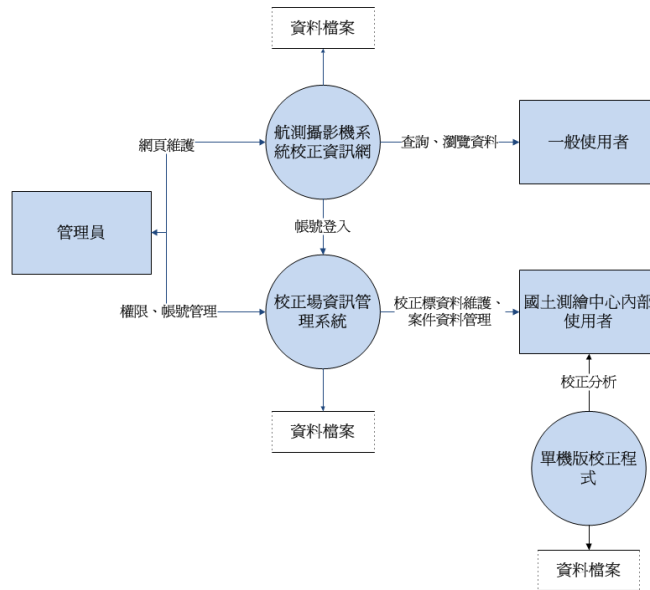 資料檔案
航測攝影機系
統校正資訊網
網頁維護
查詢、瀏覽資料
一般使用者
管理員
帳號登入
權限、帳號管理
校正場資訊管
理系統
校正標資料維護、
案件資料管理
國土測繪中心內部
使用者
校正分析
資料檔案
單機版校正程
式
資料檔案